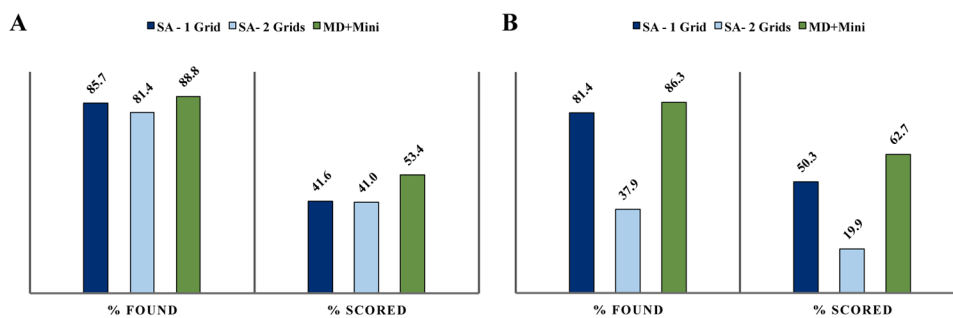 A
SA - 1 Grid SA- 2 Grids MD+Mini
85.7 81.4 88.8
41.6 41.0 53.4
% FOUND % SCORED
B
SA - 1 Grid SA- 2 Grids MD+Mini
81.4 37.9 86.3
50.3 19.9 62.7
% FOUND % SCORED